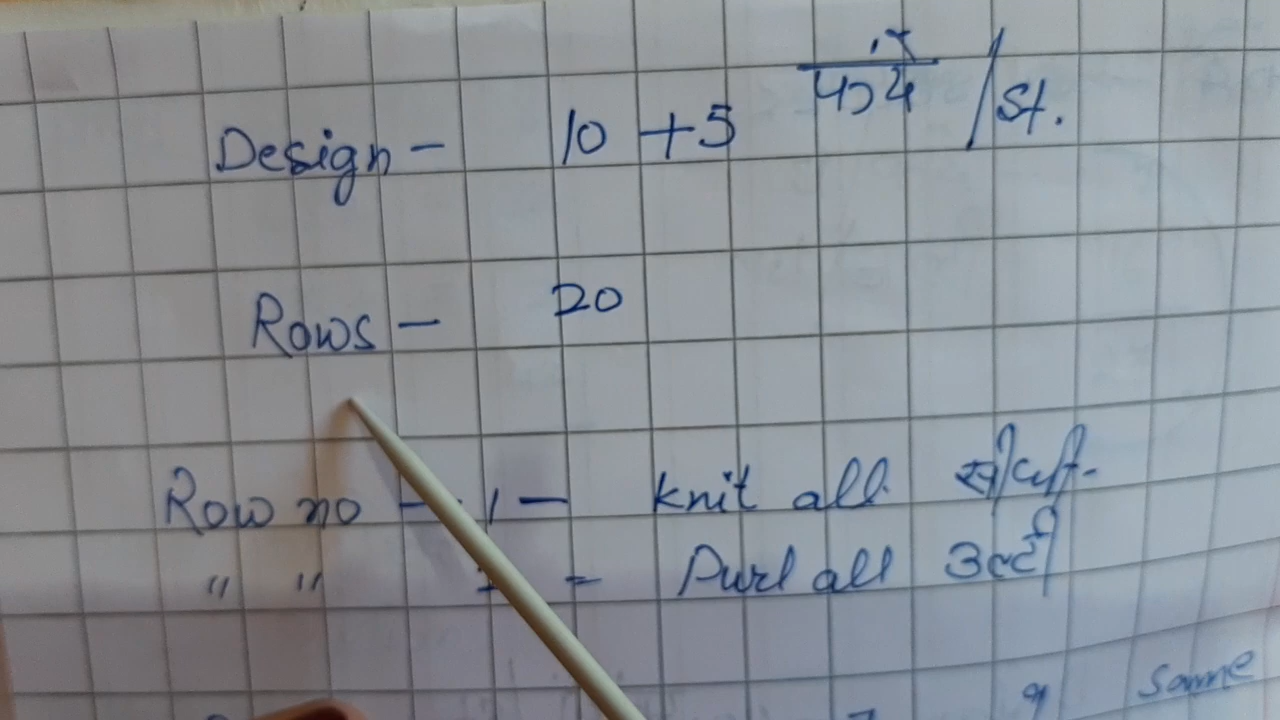 Design - 10 + 5 फंदे / St.
Rows - 20
Row no - 1 - knit all सीधी
" " = Purl all उल्टी
same